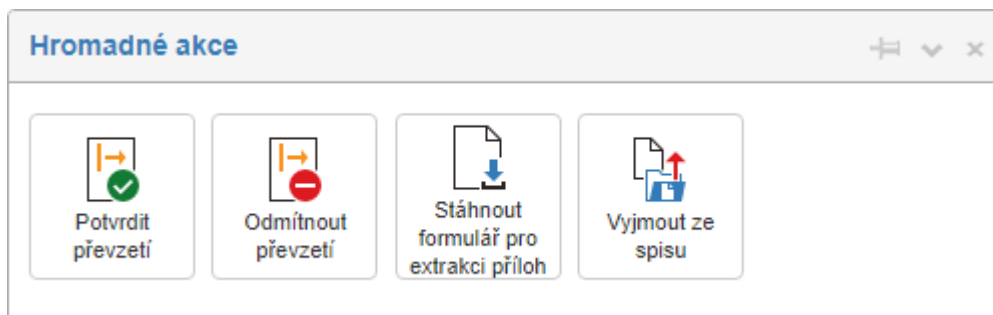 Hromadné akce
Potvrdit
převzetí
Odmítnout
převzetí
Stáhnout
formulář pro
extrakci příloh
Vyjmout ze
spisu